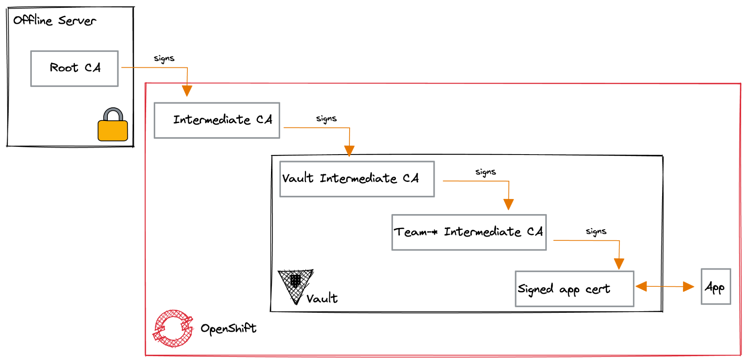 Offline Server
Root CA
signs
Intermediate CA
signs
Vault Intermediate CA
signs
Team-* Intermediate CA
signs
Signed app cert
App
Vault
OpenShift